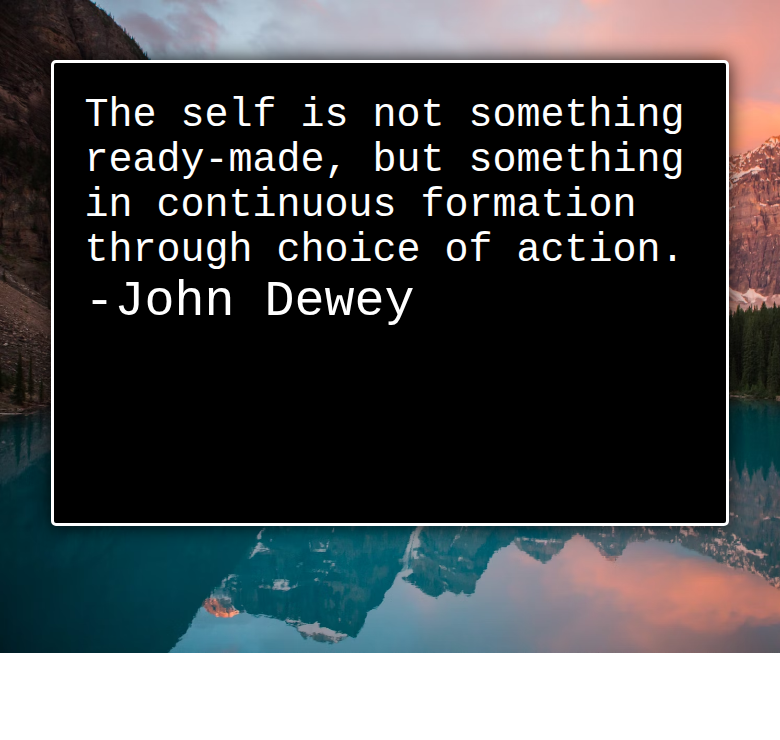 The self is not something
ready-made, but something
in continuous formation
through choice of action.
-John Dewey